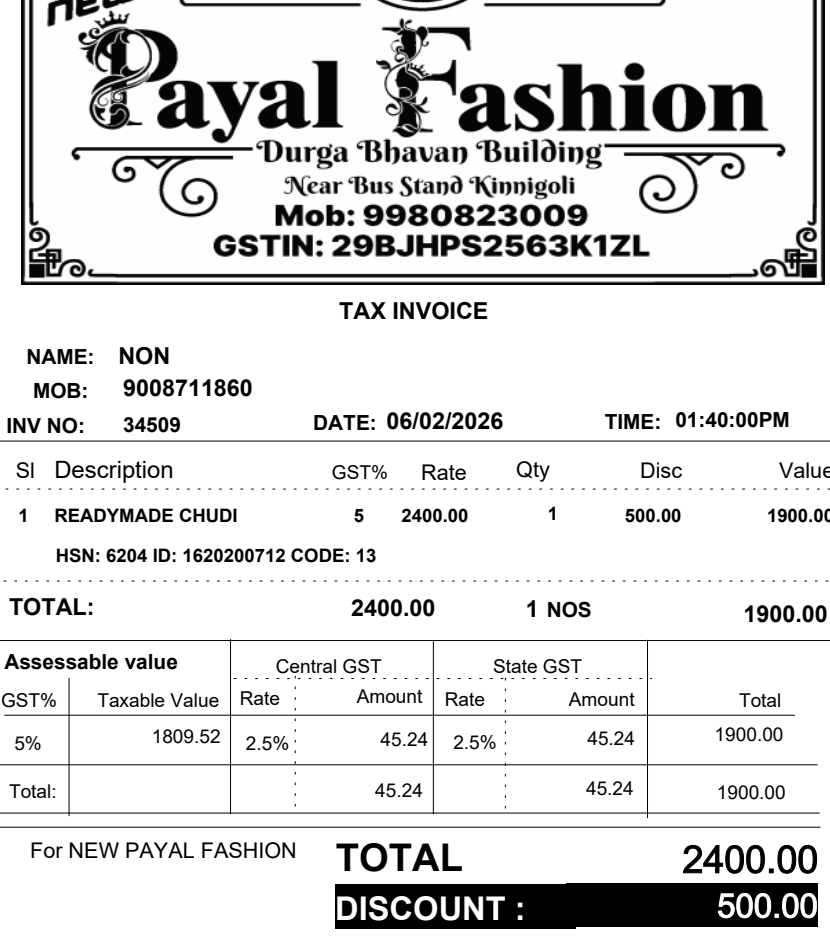 new
Payal Fashion
Durga Bhavan Building
Near Bus Stand Kinnigoli
Mob: 9980823009
GSTIN: 29BJHPS2563K1ZL
TAX INVOICE
NAME: NON
MOB: 9008711860
INV NO: 34509 DATE: 06/02/2026 TIME: 01:40:00PM
Sl Description GST% Rate Qty Disc Value
1 READYMADE CHUDI 5 2400.00 1 500.00 1900.00
HSN: 6204 ID: 1620200712 CODE: 13
TOTAL: 2400.00 1 NOS 1900.00
Assessable value Central GST State GST
GST% Taxable Value Rate Amount Rate Amount Total
5% 1809.52 2.5% 45.24 2.5% 45.24 1900.00
Total: 45.24 45.24 1900.00
For NEW PAYAL FASHION TOTAL 2400.00
DISCOUNT : 500.00